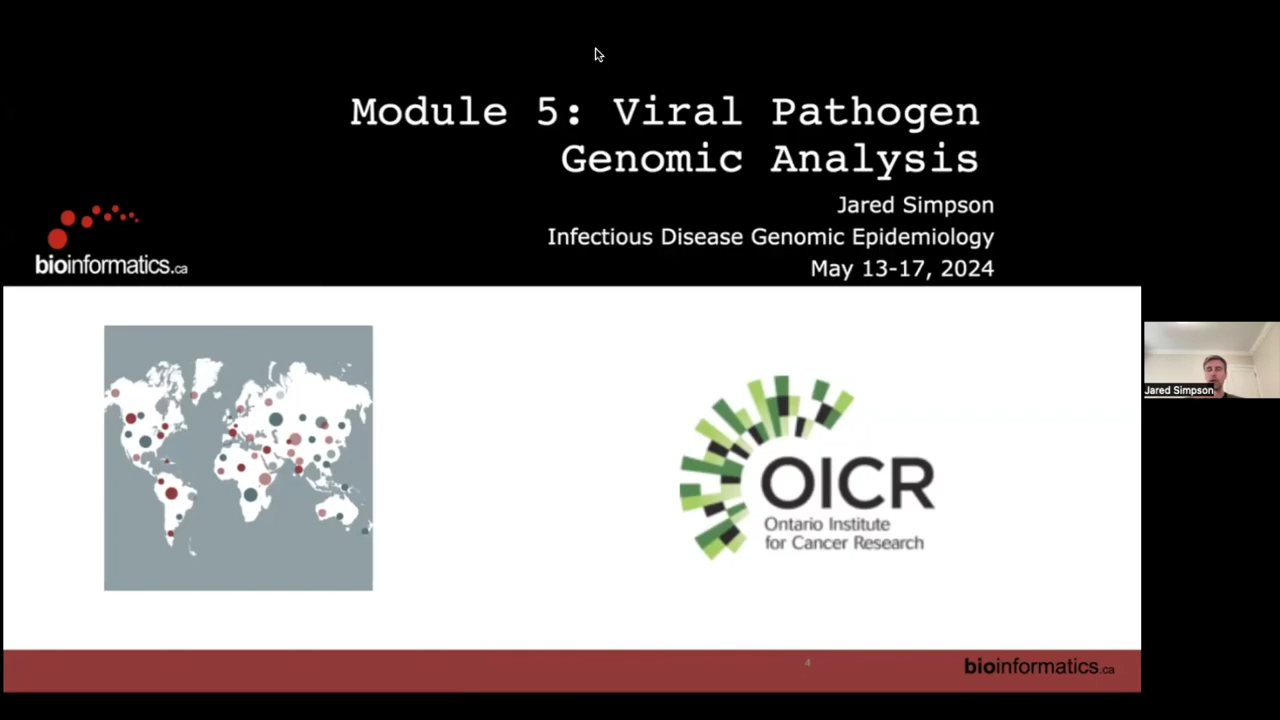 Module 5: Viral Pathogen
Genomic Analysis
Jared Simpson
Infectious Disease Genomic Epidemiology
May 13-17, 2024
bioinformatics.ca
Jared Simpson
OICR
Ontario Institute
for Cancer Research
4
bioinformatics.ca